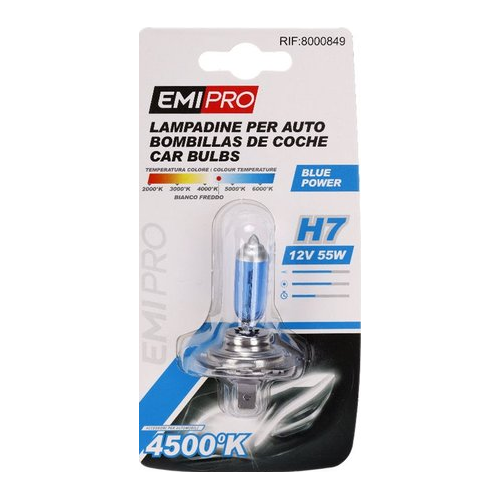 RIF:8000849
EMIPRO
LAMPADINE PER AUTO
BOMBILLAS DE COCHE
CAR BULBS
TEMPERATURA COLORE / COLOUR TEMPERATURE
2000°K 3000°K 4000°K 5000°K 6000°K
BIANCO FREDDO
BLUE
POWER
H7
12V 55W
EMIPRO
4500°K